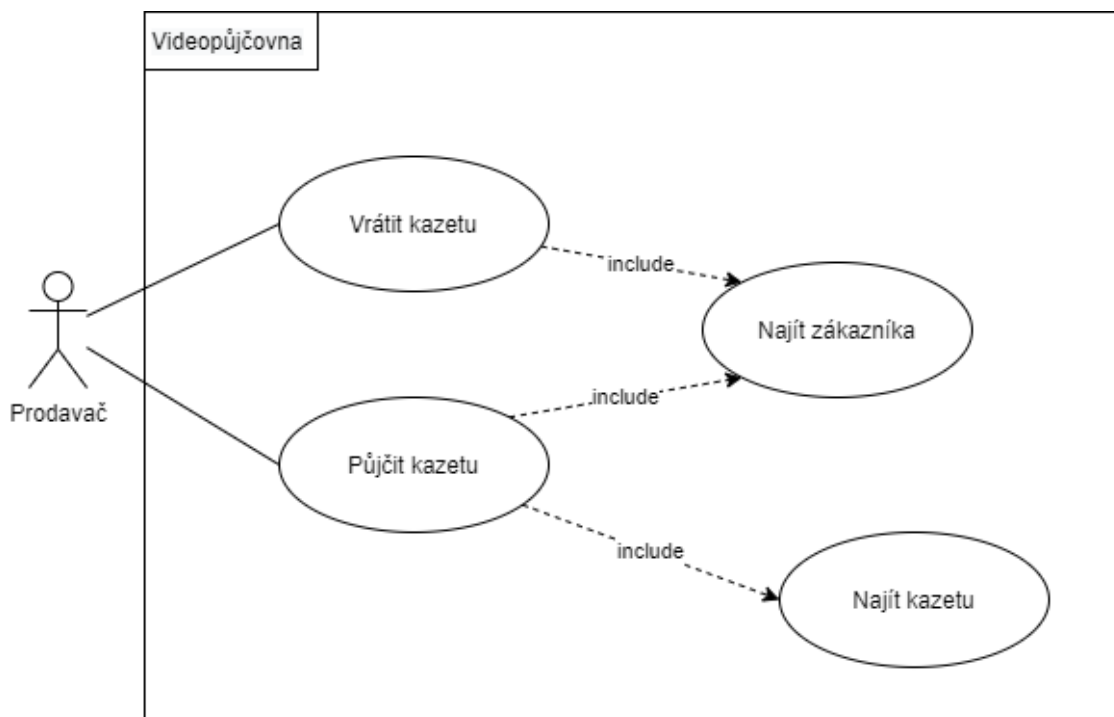 Videopůjčovna
Vrátit kazetu
include
Najít zákazníka
Prodavač
include
Půjčit kazetu
include
Najít kazetu